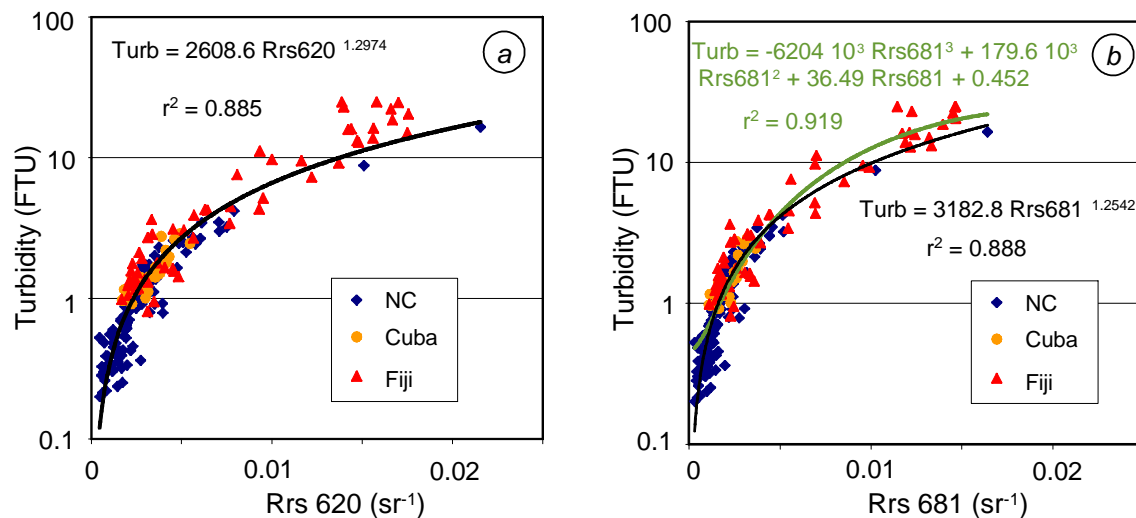 100
Turb = 2608.6 Rrs620 ^1.2974
a
r² = 0.885
10
1
0.1
Turbidity (FTU)
NC
Cuba
Fiji
0
0.01
0.02
Rrs 620 (sr⁻¹)
100
Turb = -6204 10³ Rrs681³ + 179.6 10³
Rrs681² + 36.49 Rrs681 + 0.452
b
r² = 0.919
10
Turb = 3182.8 Rrs681 ^1.2542
r² = 0.888
1
0.1
Turbidity (FTU)
NC
Cuba
Fiji
0
0.01
0.02
Rrs 681 (sr⁻¹)